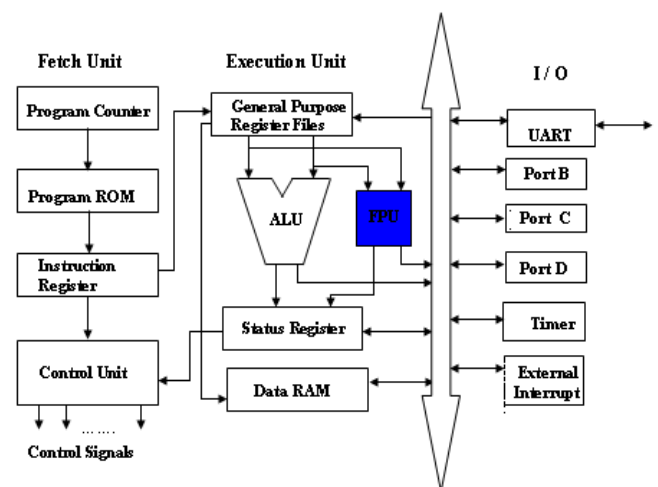 Fetch Unit
Program Counter
Program ROM
Instruction
Register
Control Unit
.. ......
Control Signals
Execution Unit
General Purpose
Register Files
ALU
FPU
Status Register
Data RAM
I / O
UART
Port B
Port C
Port D
Timer
External
Interrupt